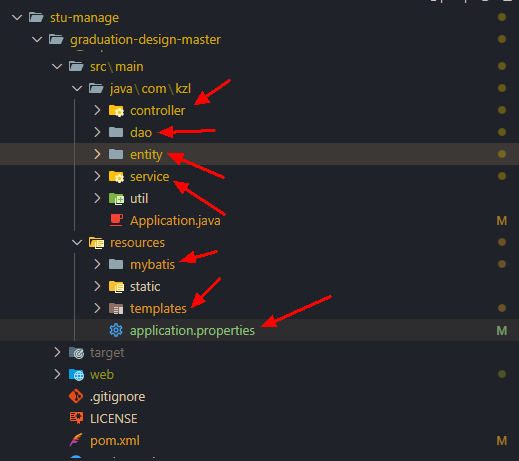 stu-manage
graduation-design-master
src\main
java\com\kzl
controller
dao
entity
service
util
Application.java M
resources
mybatis
static
templates
application.properties M
target
web
.gitignore
LICENSE
pom.xml M